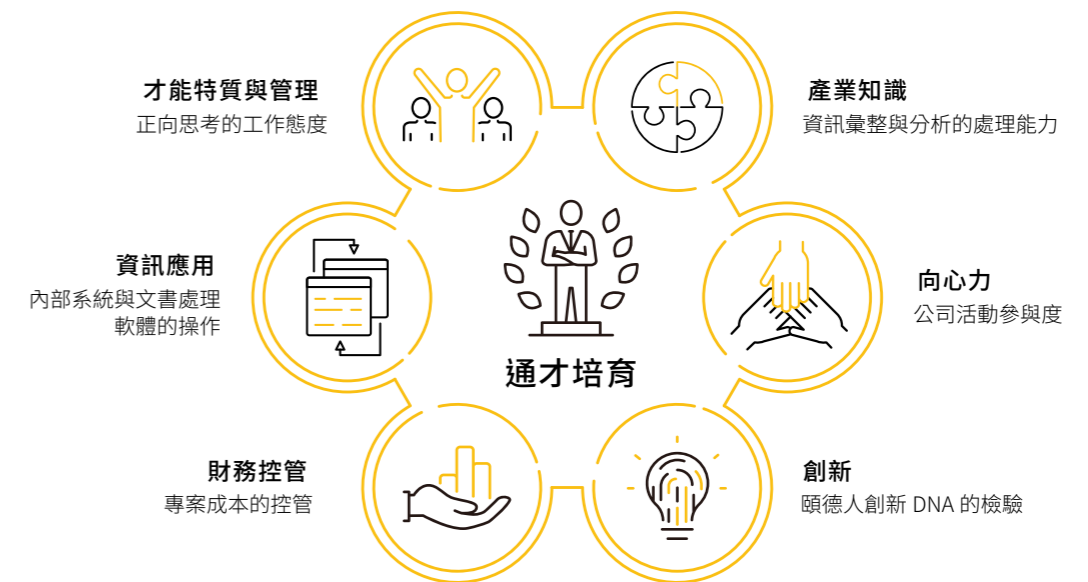 才能特質與管理
正向思考的工作態度
產業知識
資訊彙整與分析的處理能力
資訊應用
內部系統與文書處理
軟體的操作
向心力
公司活動參與度
通才培育
財務控管
專案成本的控管
創新
頤德人創新 DNA 的檢驗